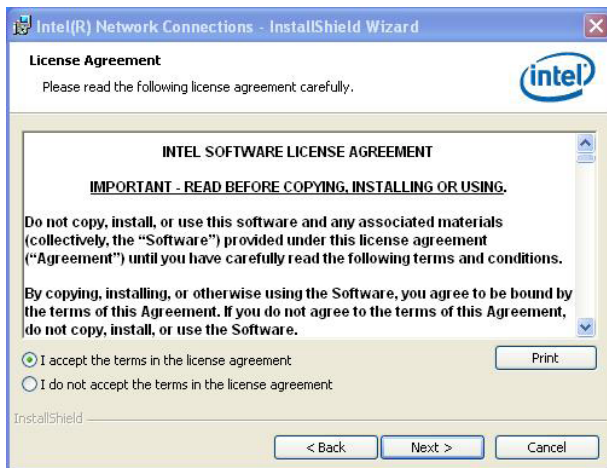 Intel(R) Network Connections - InstallShield Wizard
License Agreement
Please read the following license agreement carefully.
intel
INTEL SOFTWARE LICENSE AGREEMENT
IMPORTANT - READ BEFORE COPYING, INSTALLING OR USING.
Do not copy, install, or use this software and any associated materials
(collectively, the “Software”) provided under this license agreement
(“Agreement”) until you have carefully read the following terms and conditions.
By copying, installing, or otherwise using the Software, you agree to be bound by
the terms of this Agreement. If you do not agree to the terms of this Agreement,
do not copy, install, or use the Software.
I accept the terms in the license agreement
Print
I do not accept the terms in the license agreement
InstallShield
< Back
Next >
Cancel